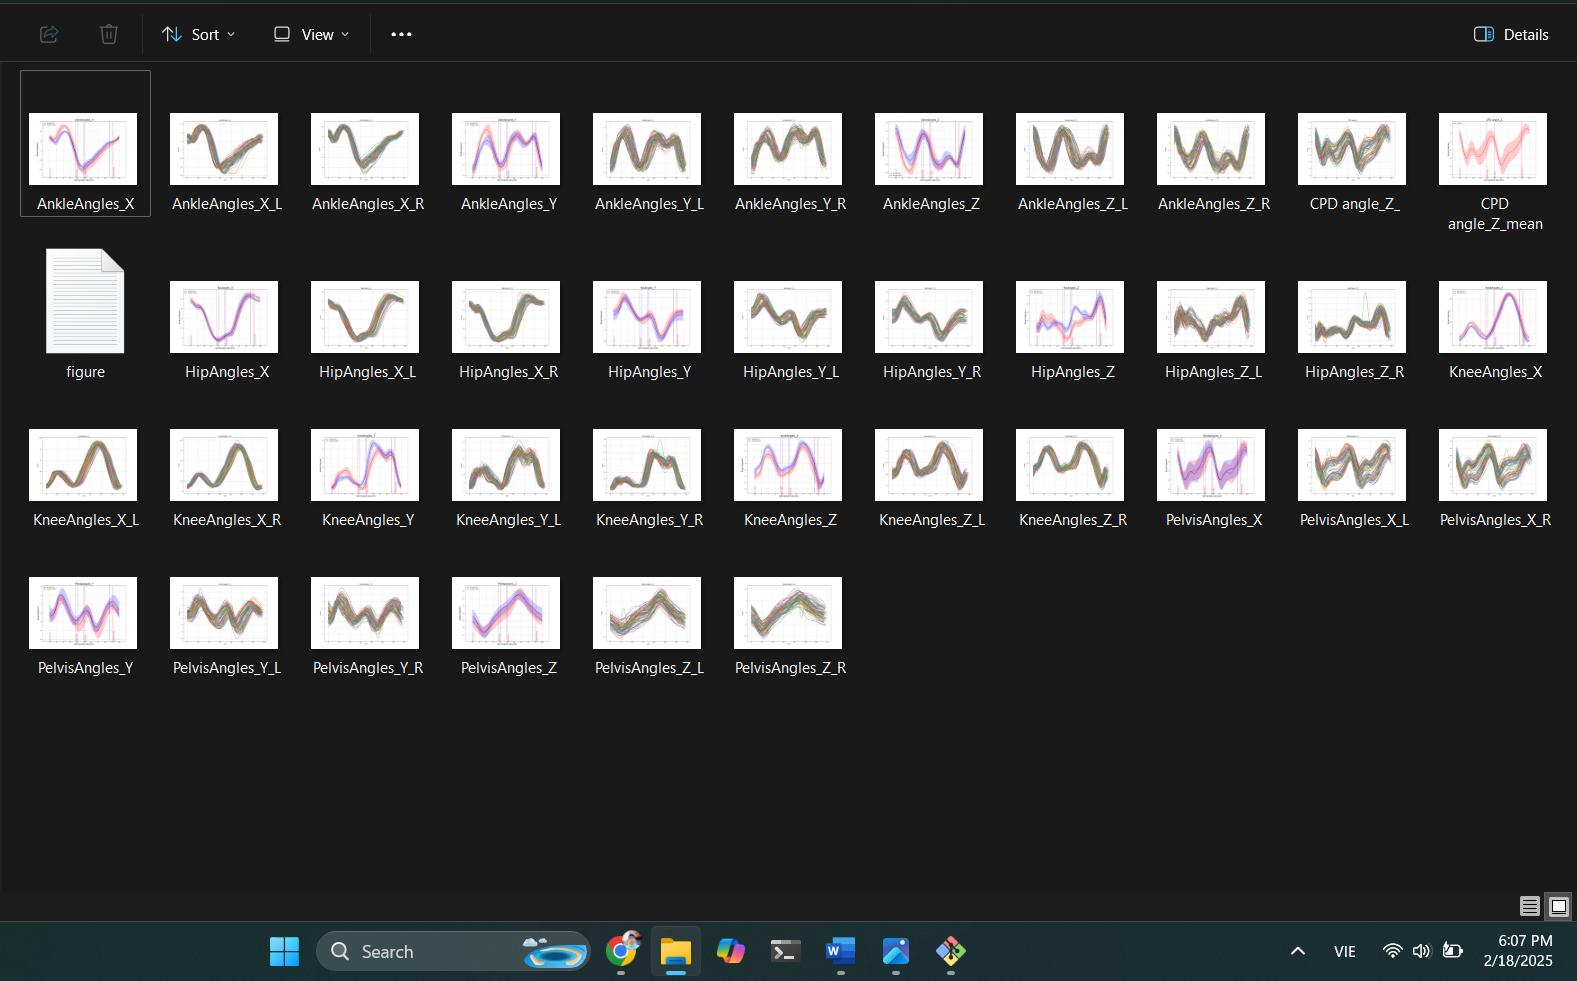 Sort
View
Details
AnkleAngles_X
AnkleAngles_X_L
AnkleAngles_X_R
AnkleAngles_Y
AnkleAngles_Y_L
AnkleAngles_Y_R
AnkleAngles_Z
AnkleAngles_Z_L
AnkleAngles_Z_R
CPD angle_Z_
CPD
angle_Z_mean
figure
HipAngles_X
HipAngles_X_L
HipAngles_X_R
HipAngles_Y
HipAngles_Y_L
HipAngles_Y_R
HipAngles_Z
HipAngles_Z_L
HipAngles_Z_R
KneeAngles_X
KneeAngles_X_L
KneeAngles_X_R
KneeAngles_Y
KneeAngles_Y_L
KneeAngles_Y_R
KneeAngles_Z
KneeAngles_Z_L
KneeAngles_Z_R
PelvisAngles_X
PelvisAngles_X_L
PelvisAngles_X_R
PelvisAngles_Y
PelvisAngles_Y_L
PelvisAngles_Y_R
PelvisAngles_Z
PelvisAngles_Z_L
PelvisAngles_Z_R
Search
W
VIE
6:07 PM
2/18/2025